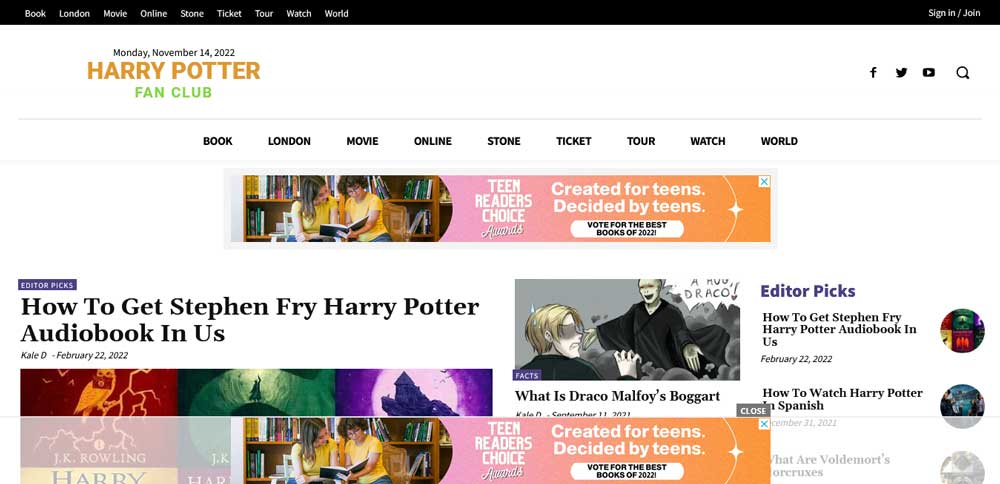 Book London Movie Online Stone Ticket Tour Watch World Sign in / Join
Monday, November 14, 2022
HARRY POTTER
FAN CLUB
BOOK LONDON MOVIE ONLINE STONE TICKET TOUR WATCH WORLD
TEEN
READERS
CHOICE
Awards
Created for teens.
Decided by teens.
VOTE FOR THE BEST
BOOKS OF 2022!
EDITOR PICKS
How To Get Stephen Fry Harry Potter
Audiobook In Us
Kale D - February 22, 2022
J.K. ROWLING
HARRY
J.K.
HAR
A HUG,
DRACO!
FACTS
What Is Draco Malfoy's Boggart
Kale D - September 11, 2021
Editor Picks
How To Get Stephen Fry
Harry Potter Audiobook In
Us
February 22, 2022
How To Watch Harry Potter
In Spanish
December 31, 2021
What Are Voldemort's
Horcruxes
CLOSE
TEEN
READERS
CHOICE
Awards
Created for teens.
Decided by teens.
VOTE FOR THE BEST
BOOKS OF 2022!